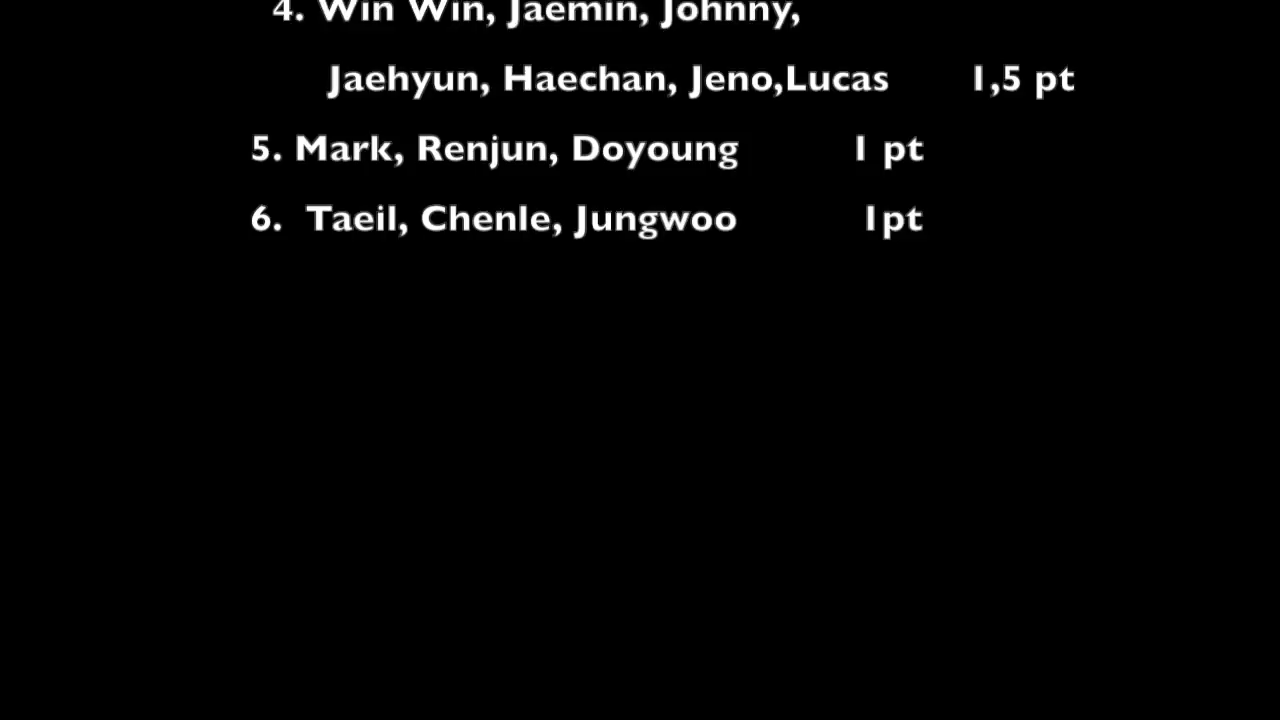 4. Win Win, Jaemin, Johnny,
Jaehyun, Haechan, Jeno,Lucas 1,5 pt
5. Mark, Renjun, Doyoung 1 pt
6. Taeil, Chenle, Jungwoo 1pt